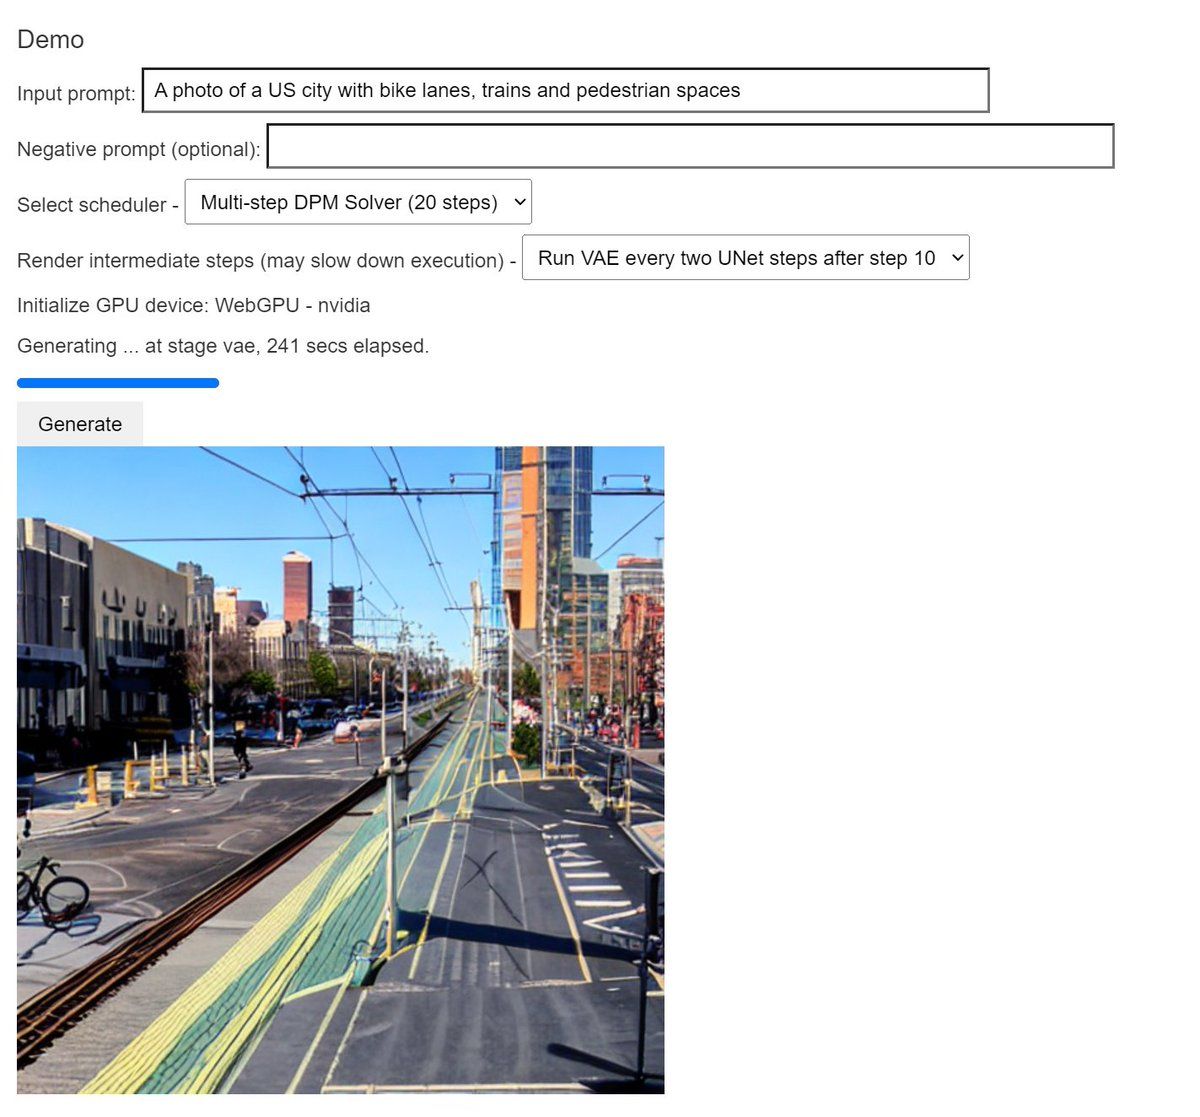 Demo
Input prompt: A photo of a US city with bike lanes, trains and pedestrian spaces
Negative prompt (optional):
Select scheduler - Multi-step DPM Solver (20 steps)
Render intermediate steps (may slow down execution) - Run VAE every two UNet steps after step 10
Initialize GPU device: WebGPU - nvidia
Generating ... at stage vae, 241 secs elapsed.
Generate